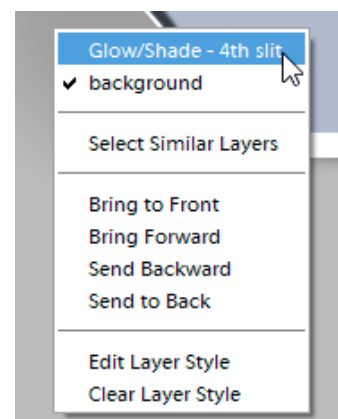 Glow/Shade - 4th slit
background
Select Similar Layers
Bring to Front
Bring Forward
Send Backward
Send to Back
Edit Layer Style
Clear Layer Style